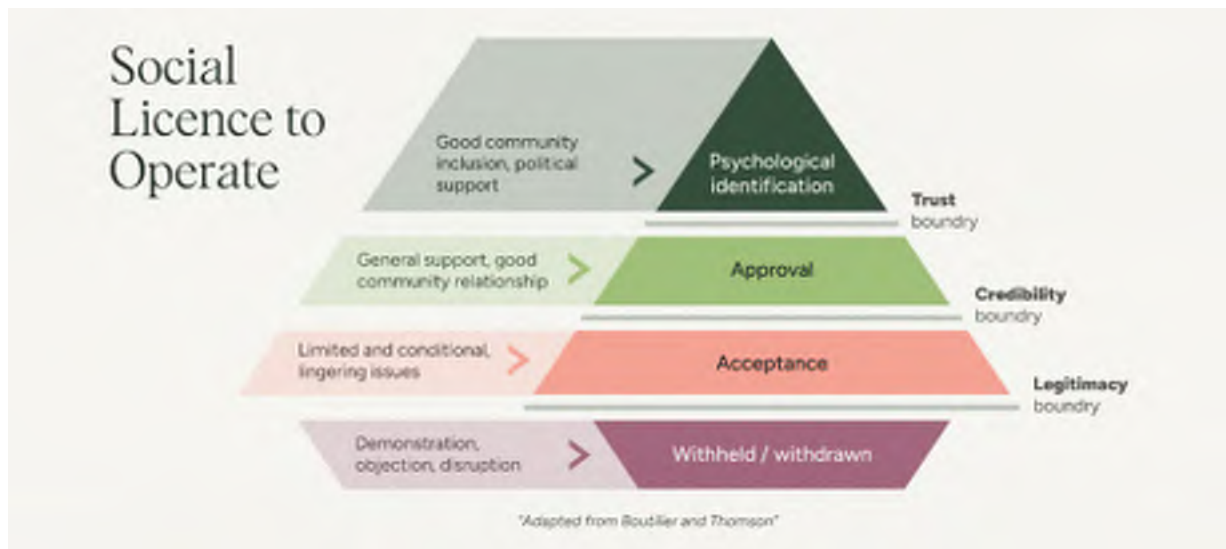 Social
Licence to
Operate
Good community
inclusion, political
support
Psychological
identification
Trust
boundry
General support, good
community relationship
Approval
Credibility
boundry
Limited and conditional,
lingering issues
Acceptance
Legitimacy
boundry
Demonstration,
objection, disruption
Withheld / withdrawn
"Adapted from Boutilier and Thomson"